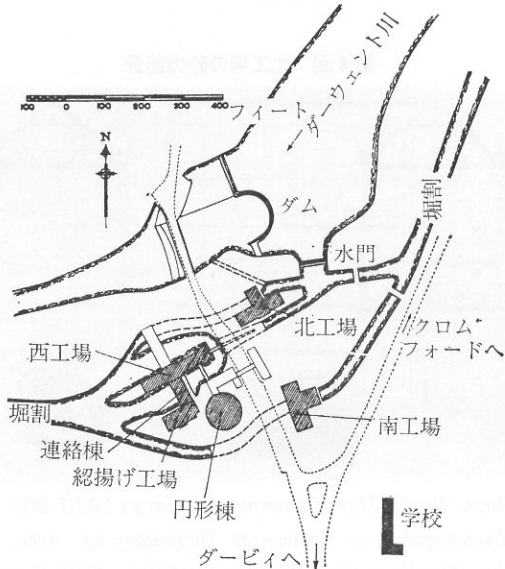 ダーウェント川
100 0 100 200 300 400
フィート
N
ダム
堀割
水門
北工場
クロム
フォードへ
西工場
堀割
連絡棟
綛揚げ工場
円形棟
南工場
学校
ダービィへ